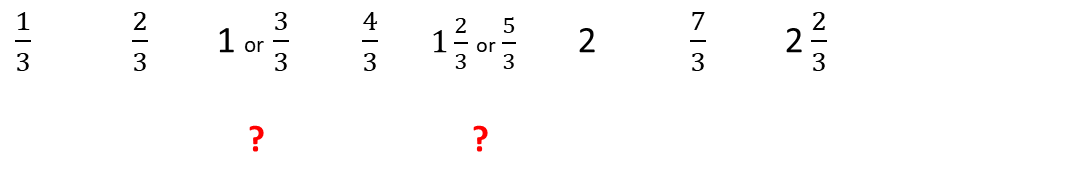 1/3 2/3 1 or 3/3 4/3 1 2/3 or 5/3 2 7/3 2 2/3
? ?